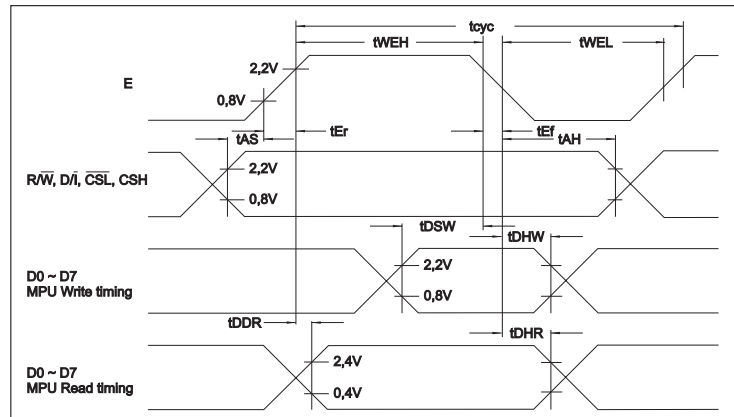 tcyc
tWEH
tWEL
E
2,2V
0,8V
tEr
tEf
tAS
tAH
R/W̅, D/I̅, C̅S̅L̅, CSH
2,2V
0,8V
tDSW
tDHW
D0 ~ D7
MPU Write timing
2,2V
0,8V
tDDR
tDHR
D0 ~ D7
MPU Read timing
2,4V
0,4V